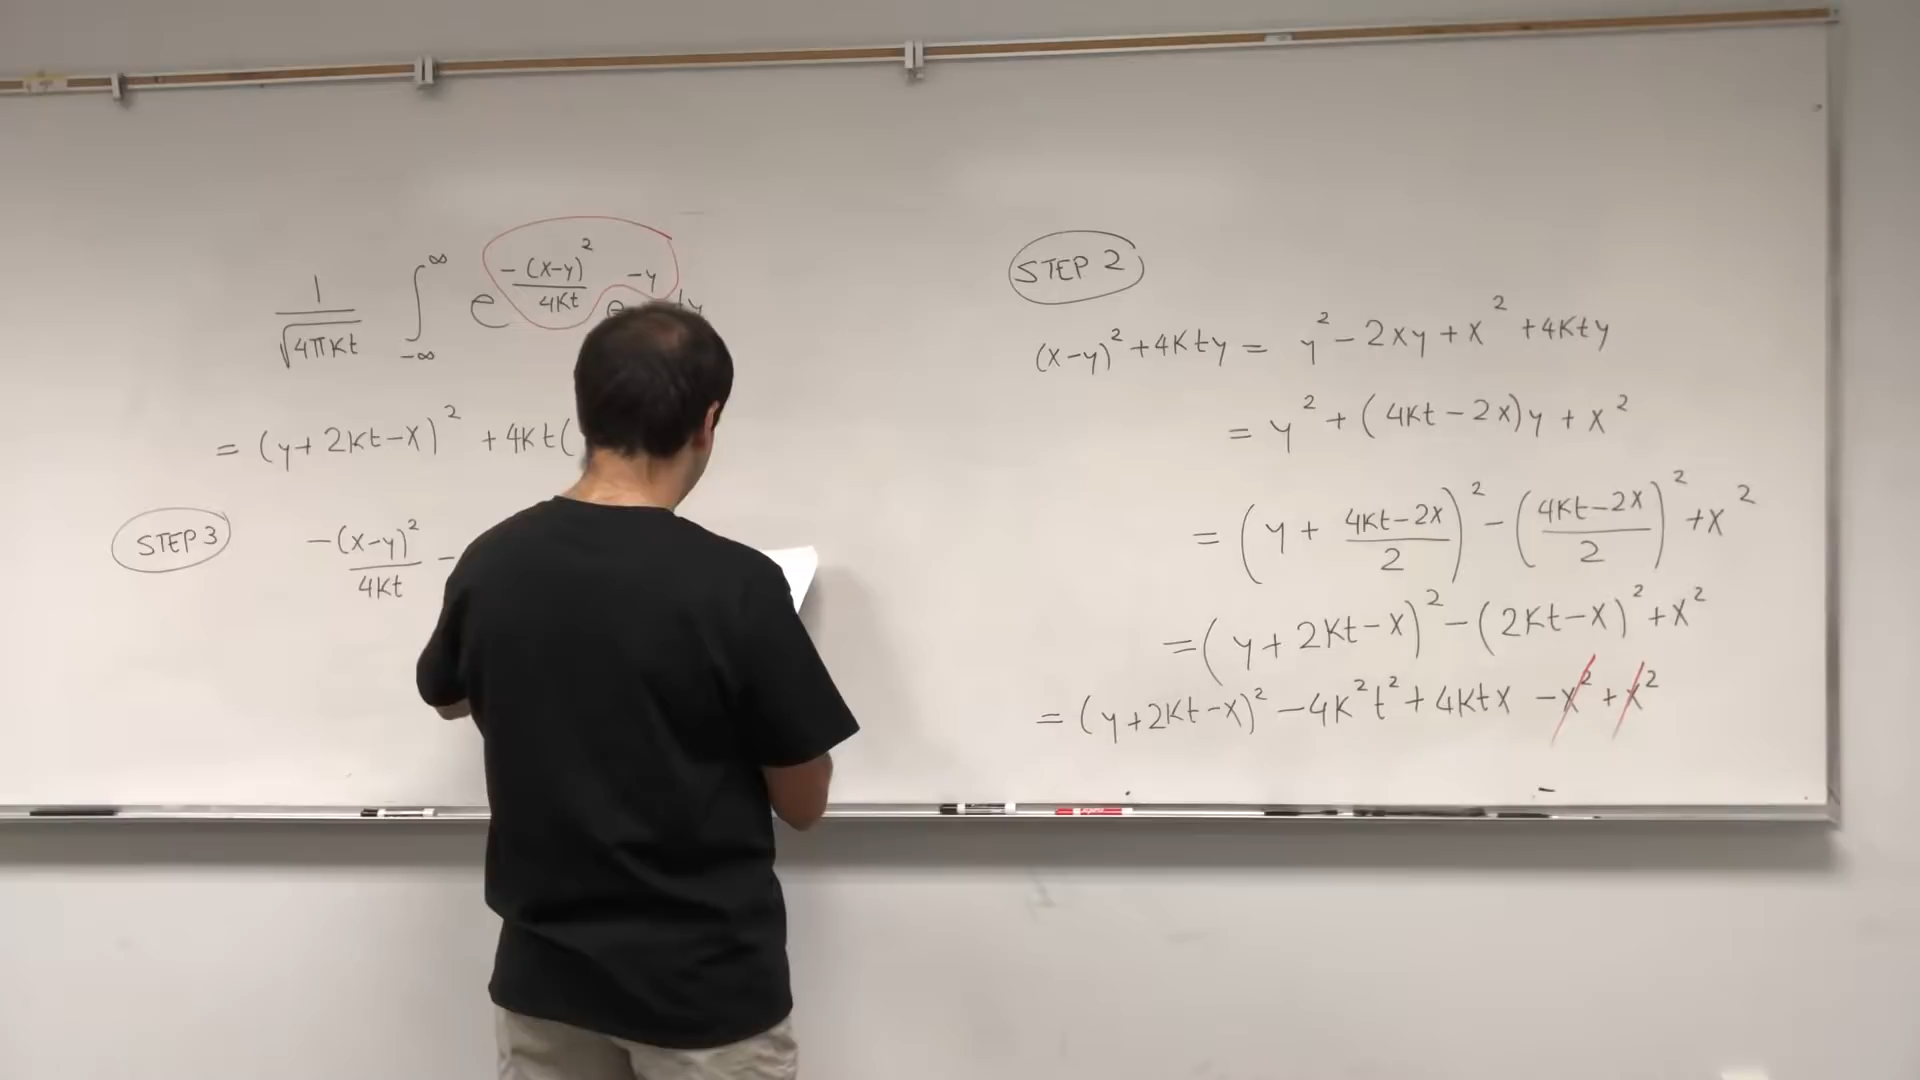 1/√4πKt ∫_{-∞}^{∞} e^{-(x-y)²/4Kt} e^{-y} dy
= (y+2Kt-x)² + 4Kt(
STEP 3
-(x-y)²/4Kt -
STEP 2
(x-y)² + 4Kty = y² - 2xy + x² + 4Kty
= y² + (4Kt - 2x)y + x²
= (y + (4Kt-2x)/2)² - ((4Kt-2x)/2)² + x²
= (y + 2Kt - x)² - (2Kt - x)² + x²
= (y + 2Kt - x)² - 4K²t² + 4Ktx - x² + x²